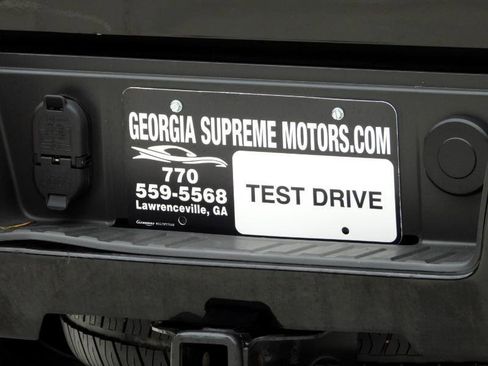 GEORGIA SUPREME MOTORS.COM
770
559-5568
Lawrenceville, GA
TEST DRIVE